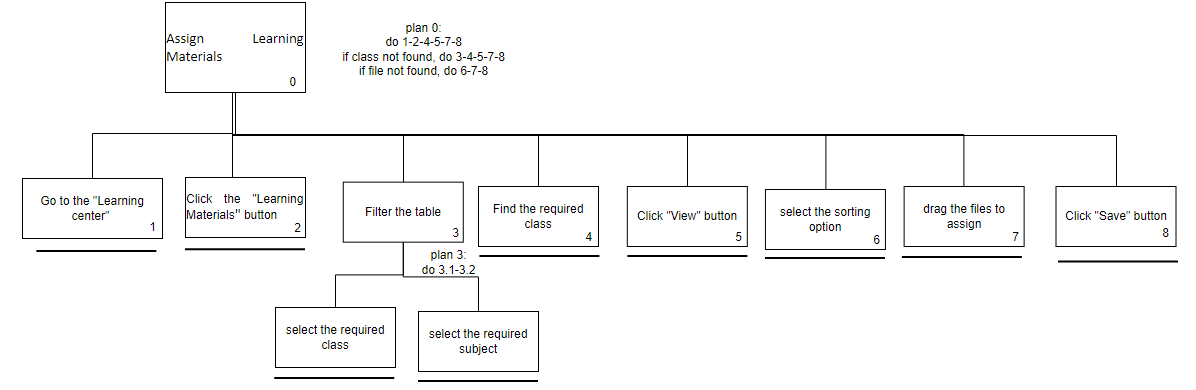 Assign Learning
Materials
0
plan 0:
do 1-2-4-5-7-8
if class not found, do 3-4-5-7-8
if file not found, do 6-7-8
Go to the "Learning
center"
1
Click the "Learning
Materials" button
2
Filter the table
3
Find the required
class
4
Click "View" button
5
select the sorting
option
6
drag the files to
assign
7
Click "Save" button
8
plan 3:
do 3.1-3.2
select the required
class
select the required
subject